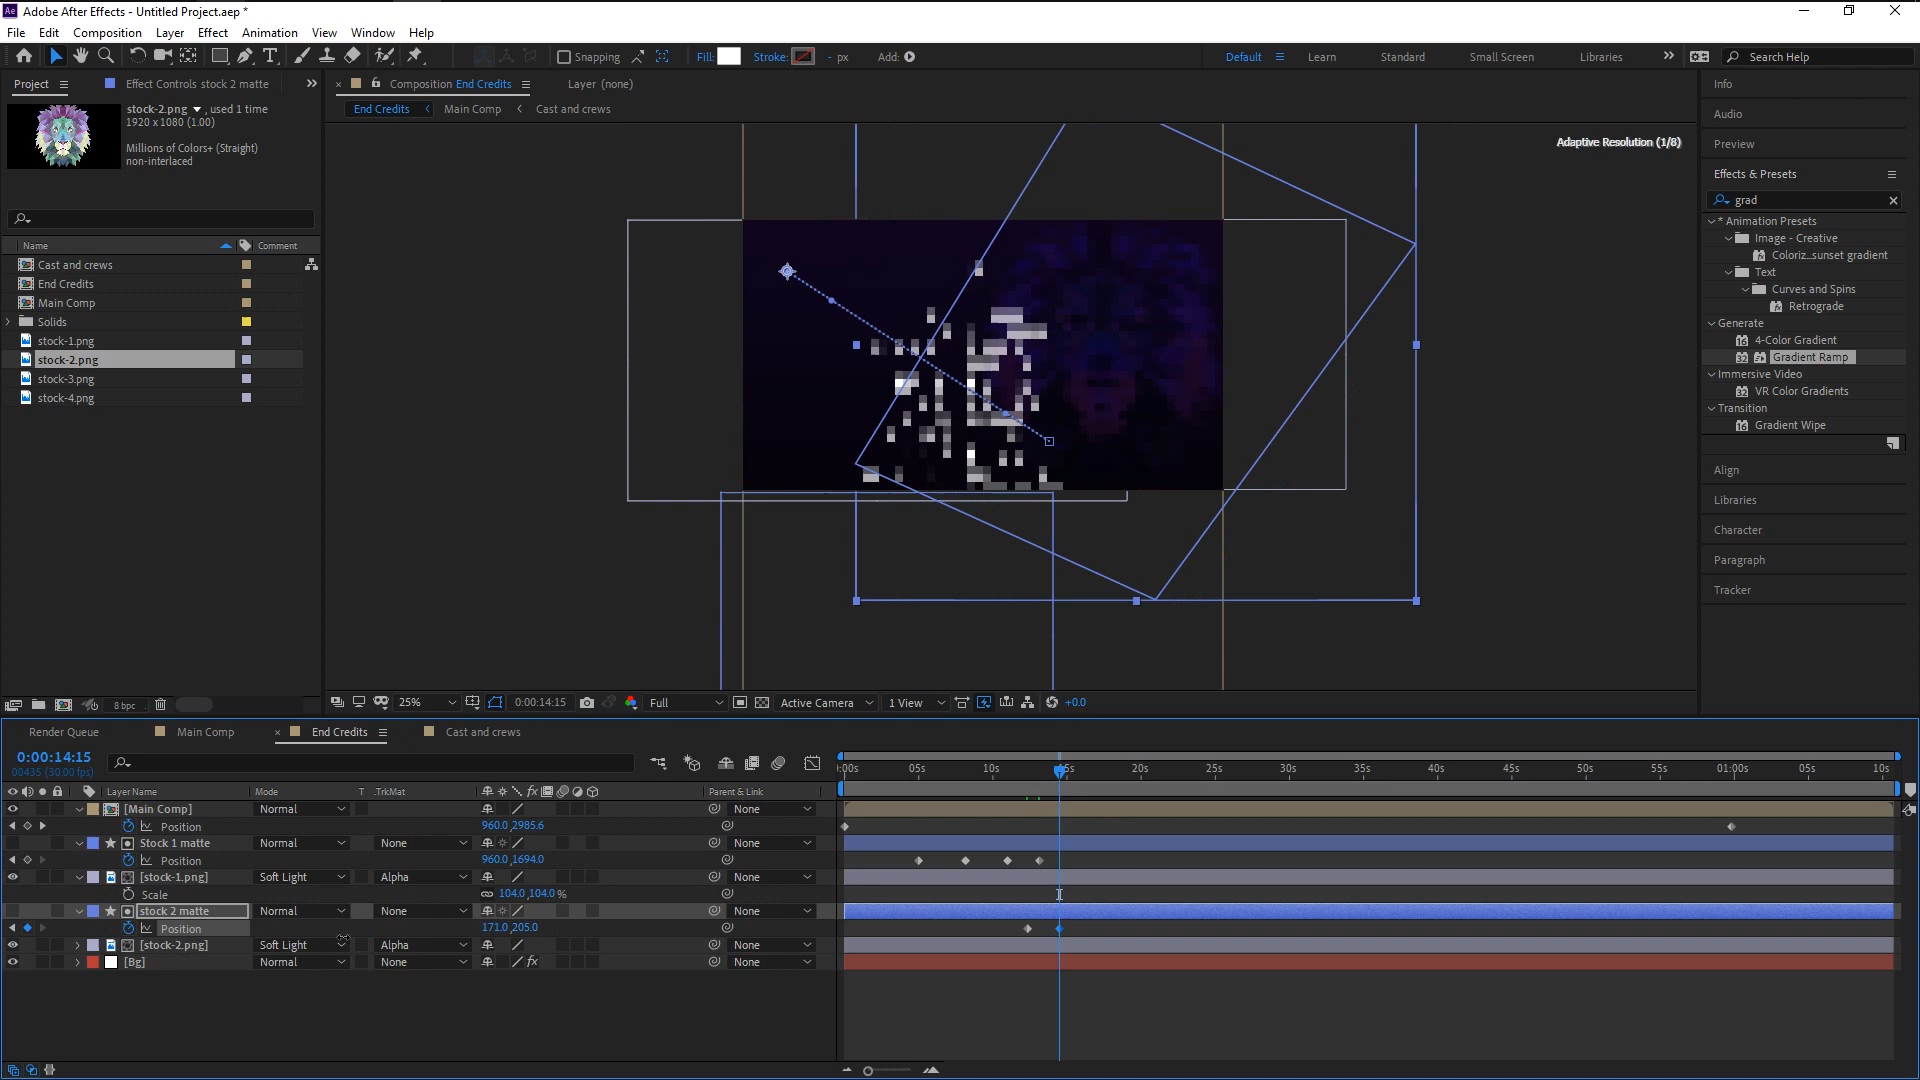 Ae Adobe After Effects - Untitled Project.aep *
File Edit Composition Layer Effect Animation View Window Help
Snapping Fill: Stroke: - px Add: Default Learn Standard Small Screen Libraries Search Help
Project Effect Controls stock 2 matte
stock-2.png , used 1 time
1920 x 1080 (1.00)
Millions of Colors+ (Straight)
non-interlaced
Name Comment
Cast and crews
End Credits
Main Comp
Solids
stock-1.png
stock-2.png
stock-3.png
stock-4.png
8 bpc
Composition End Credits Layer (none)
End Credits Main Comp Cast and crews
Adaptive Resolution (1/8)
25% 0:00:14:15 Full Active Camera 1 View +0.0
Info
Audio
Preview
Effects & Presets
grad
* Animation Presets
Image - Creative
Coloriz...sunset gradient
Text
Curves and Spins
Retrograde
Generate
4-Color Gradient
Gradient Ramp
Immersive Video
VR Color Gradients
Transition
Gradient Wipe
Align
Libraries
Character
Paragraph
Tracker
Render Queue Main Comp End Credits Cast and crews
0:00:14:15
00435 (30.00 fps)
Layer Name Mode T .TrkMat Parent & Link
[Main Comp] Normal None
Position 960.0,2985.6
Stock 1 matte Normal None None
Position 960.0,1694.0
[stock-1.png] Soft Light Alpha None
Scale 104.0,104.0%
stock 2 matte Normal None None
Position 171.0,205.0
[stock-2.png] Soft Light Alpha None
[Bg] Normal None None
:00s 05s 10s 15s 20s 25s 30s 35s 40s 45s 50s 55s 01:00s 05s 10s